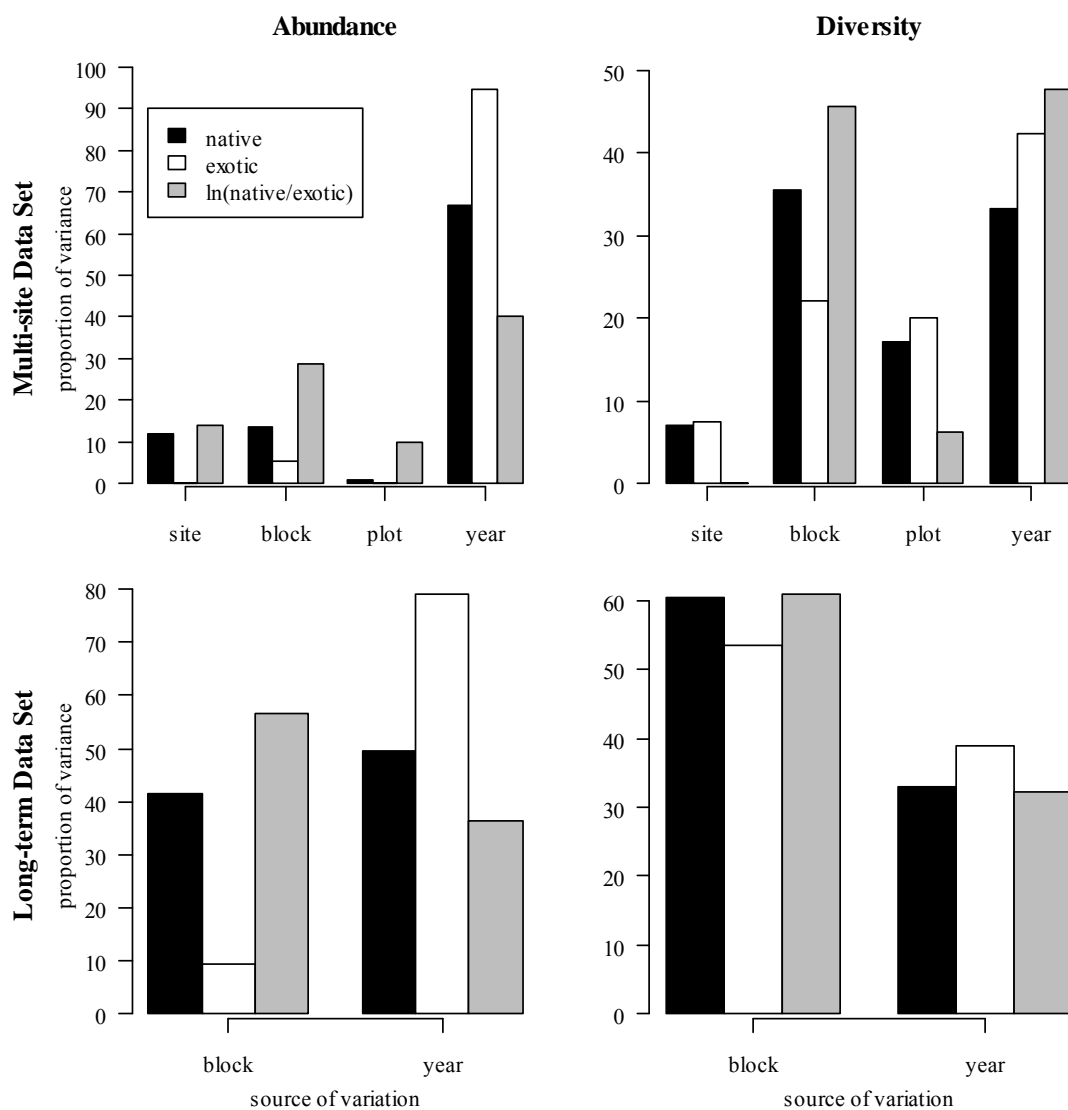 Abundance
Diversity
Multi-site Data Set
proportion of variance
100
90
80
70
60
50
40
30
20
10
0
native
exotic
ln(native/exotic)
site block plot year
50
40
30
20
10
0
site block plot year
Long-term Data Set
proportion of variance
80
70
60
50
40
30
20
10
0
block year
source of variation
60
50
40
30
20
10
0
block year
source of variation